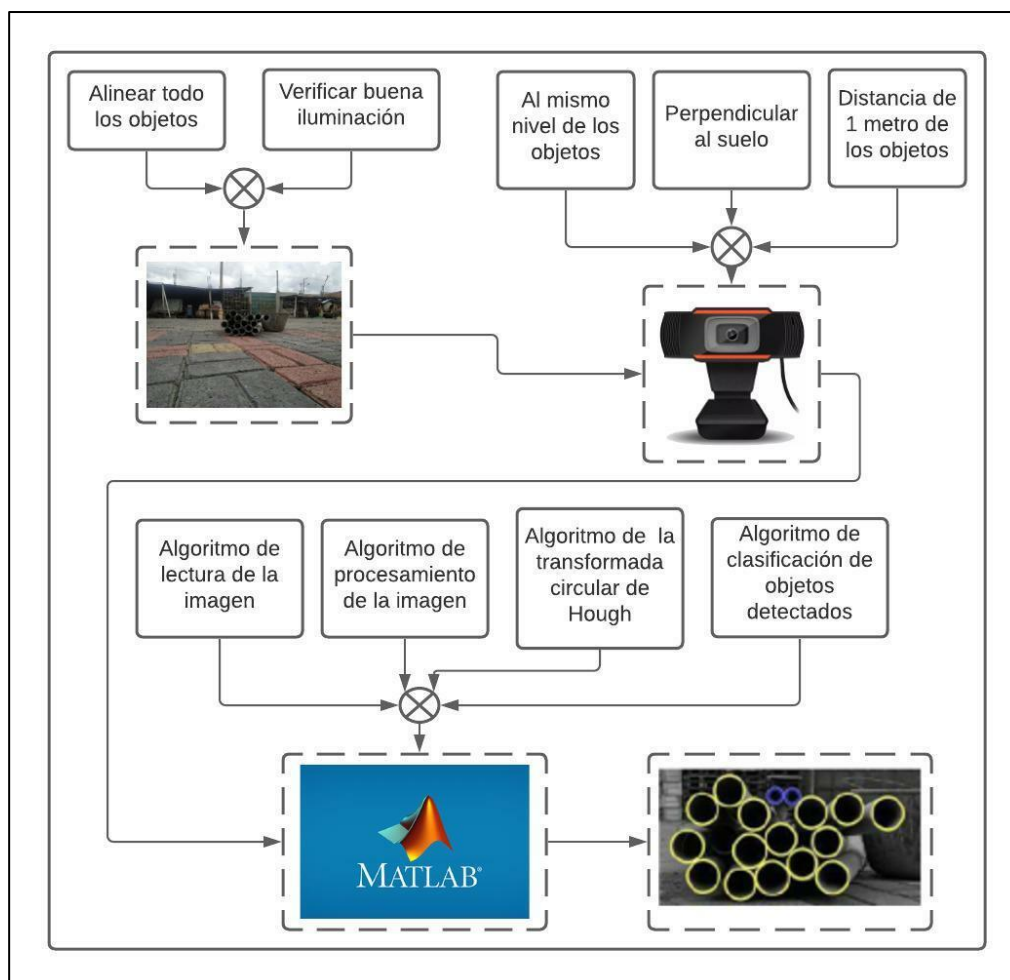 Alinear todo
los objetos
Verificar buena
iluminación
Al mismo
nivel de los
objetos
Perpendicular
al suelo
Distancia de
1 metro de
los objetos
Algoritmo de
lectura de la
imagen
Algoritmo de
procesamiento
de la imagen
Algoritmo de  la
transformada
circular de
Hough
Algoritmo de
clasificación de
objetos
detectados
MATLAB®